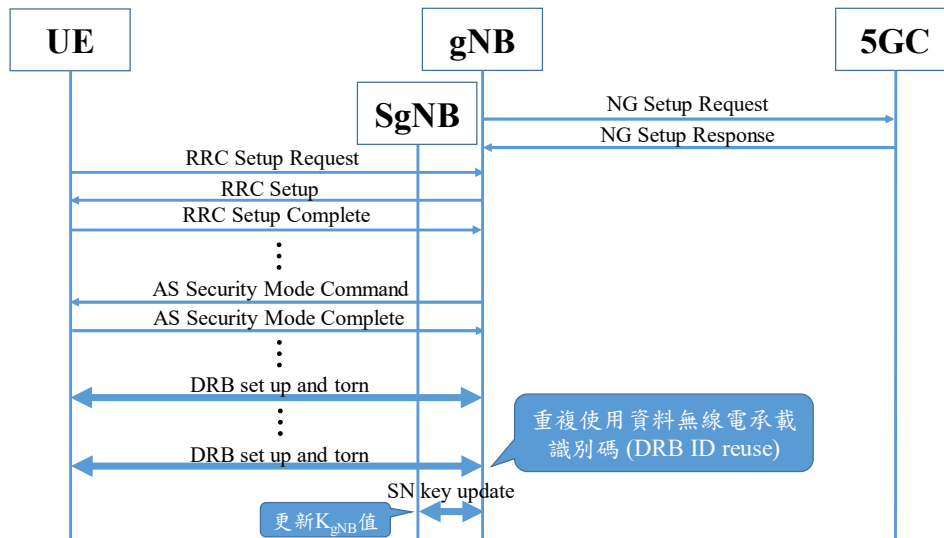 UE
gNB
5GC
SgNB
NG Setup Request
NG Setup Response
RRC Setup Request
RRC Setup
RRC Setup Complete
AS Security Mode Command
AS Security Mode Complete
DRB set up and torn
重複使用資料無線電承載
識別碼 (DRB ID reuse)
DRB set up and torn
SN key update
更新KgNB值